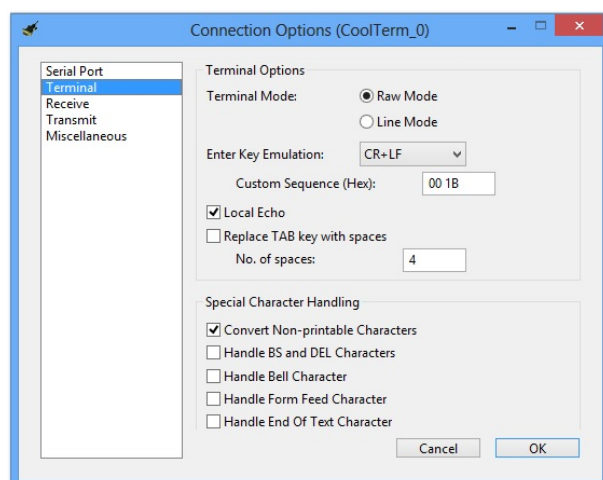 Connection Options (CoolTerm_0)
Serial Port
Terminal
Receive
Transmit
Miscellaneous
Terminal Options
Terminal Mode:
Raw Mode
Line Mode
Enter Key Emulation:
CR+LF
Custom Sequence (Hex):
00 1B
Local Echo
Replace TAB key with spaces
No. of spaces:
4
Special Character Handling
Convert Non-printable Characters
Handle BS and DEL Characters
Handle Bell Character
Handle Form Feed Character
Handle End Of Text Character
Cancel
OK